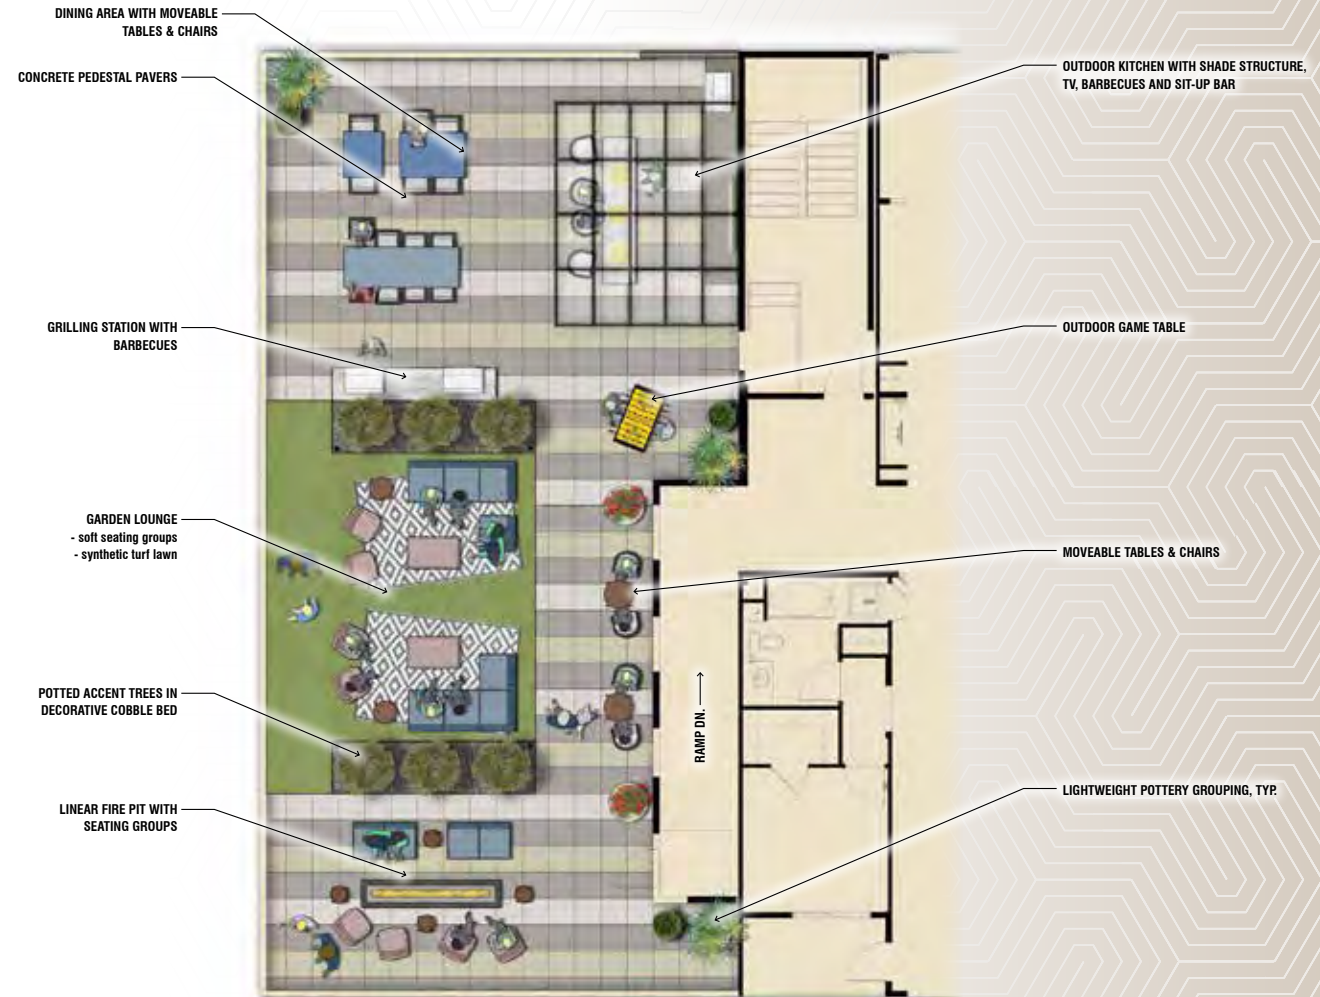 DINING AREA WITH MOVEABLE
TABLES & CHAIRS
CONCRETE PEDESTAL PAVERS
GRILLING STATION WITH
BARBECUES
GARDEN LOUNGE
- soft seating groups
- synthetic turf lawn
POTTED ACCENT TREES IN
DECORATIVE COBBLE BED
LINEAR FIRE PIT WITH
SEATING GROUPS
RAMP DN.
OUTDOOR KITCHEN WITH SHADE STRUCTURE,
TV, BARBECUES AND SIT-UP BAR
OUTDOOR GAME TABLE
MOVEABLE TABLES & CHAIRS
LIGHTWEIGHT POTTERY GROUPING, TYP.